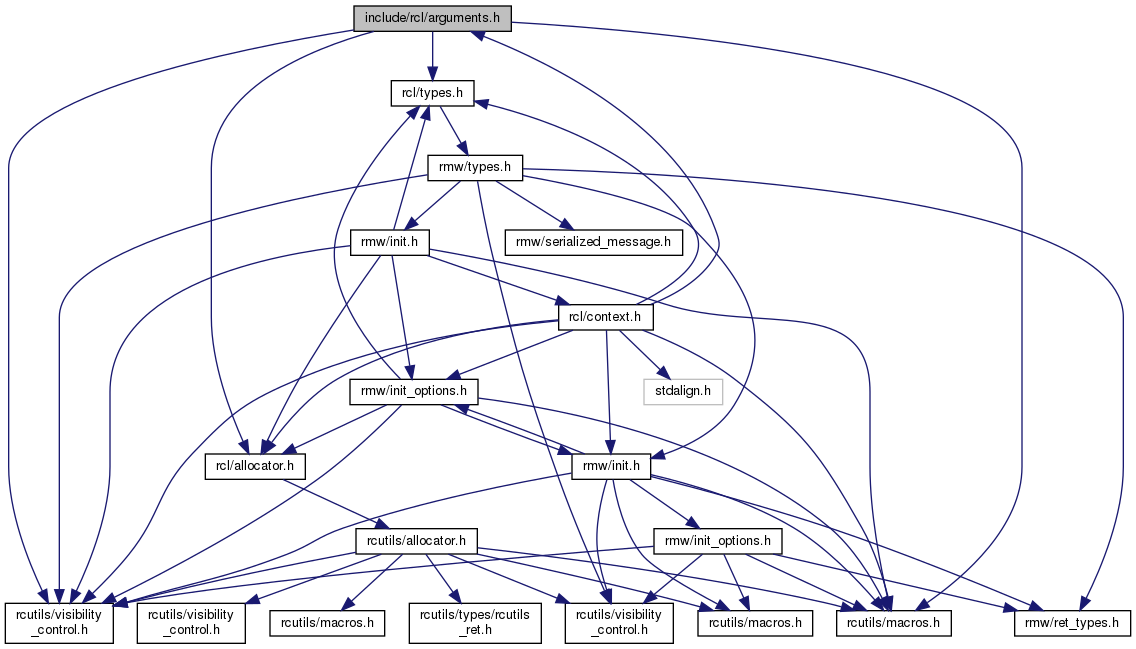 include/rcl/arguments.h
rcl/types.h
rmw/types.h
rmw/init.h
rmw/serialized_message.h
rcl/context.h
rmw/init_options.h
stdalign.h
rcl/allocator.h
rmw/init.h
rcutils/allocator.h
rmw/init_options.h
rcutils/visibility
_control.h
rcutils/visibility
_control.h
rcutils/macros.h
rcutils/types/rcutils
_ret.h
rcutils/visibility
_control.h
rcutils/macros.h
rcutils/macros.h
rmw/ret_types.h